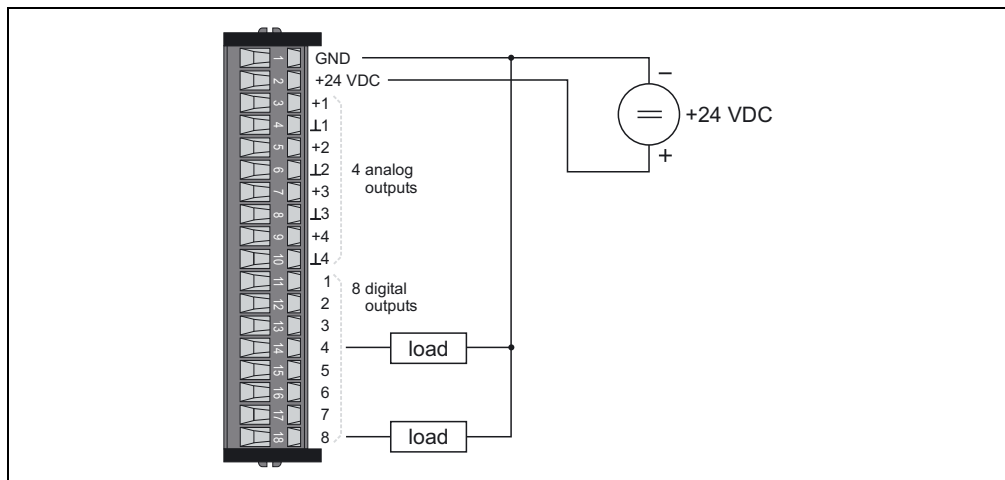 1 GND
2 +24 VDC
3 +1
4 ⊥1
5 +2
6 ⊥2
7 +3
8 ⊥3
9 +4
10 ⊥4
4 analog
outputs
11 1
12 2
13 3
14 4
15 5
16 6
17 7
18 8
8 digital
outputs
load
load
–
+24 VDC
+